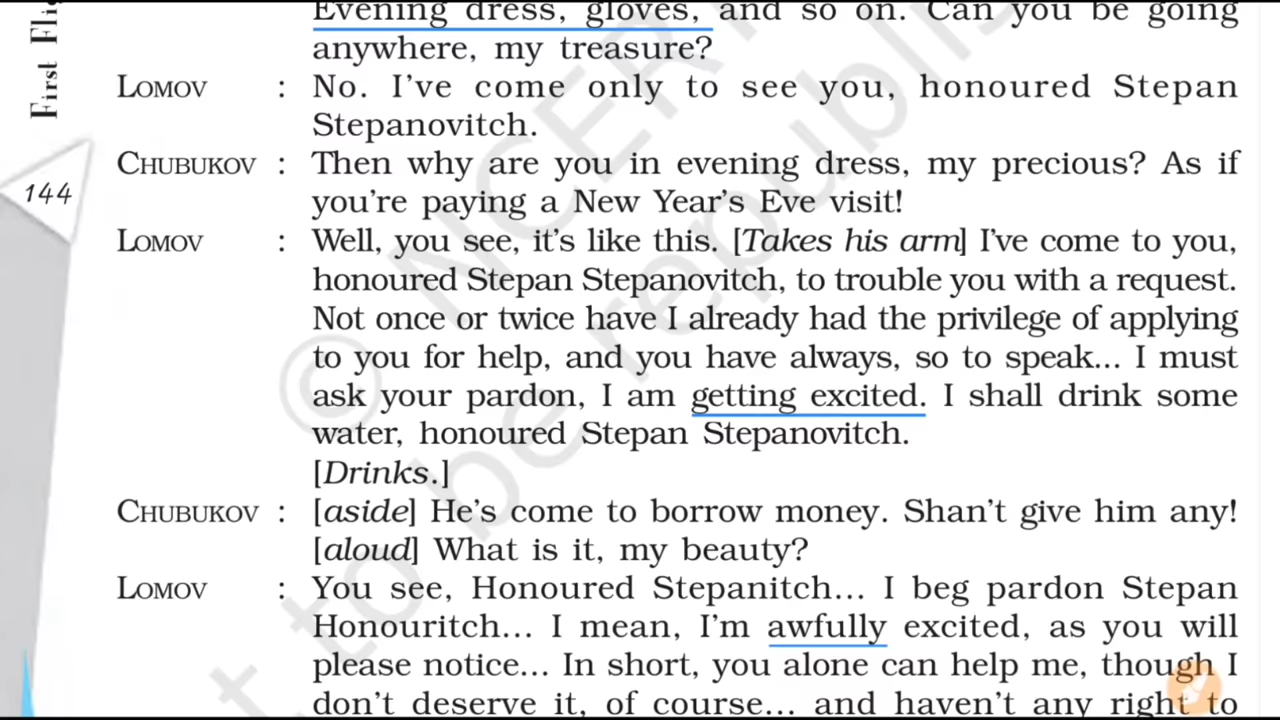 Evening dress, gloves, and so on. Can you be going
anywhere, my treasure?
LOMOV : No. I've come only to see you, honoured Stepan
Stepanovitch.
CHUBUKOV : Then why are you in evening dress, my precious? As if
you're paying a New Year's Eve visit!
LOMOV : Well, you see, it's like this. [Takes his arm] I've come to you,
honoured Stepan Stepanovitch, to trouble you with a request.
Not once or twice have I already had the privilege of applying
to you for help, and you have always, so to speak... I must
ask your pardon, I am getting excited. I shall drink some
water, honoured Stepan Stepanovitch.
[Drinks.]
CHUBUKOV : [aside] He's come to borrow money. Shan't give him any!
[aloud] What is it, my beauty?
LOMOV : You see, Honoured Stepanitch... I beg pardon Stepan
Honouritch... I mean, I'm awfully excited, as you will
please notice... In short, you alone can help me, though I
don't deserve it, of course... and haven't any right to
First Fli
144
© NCER
be republis
t to